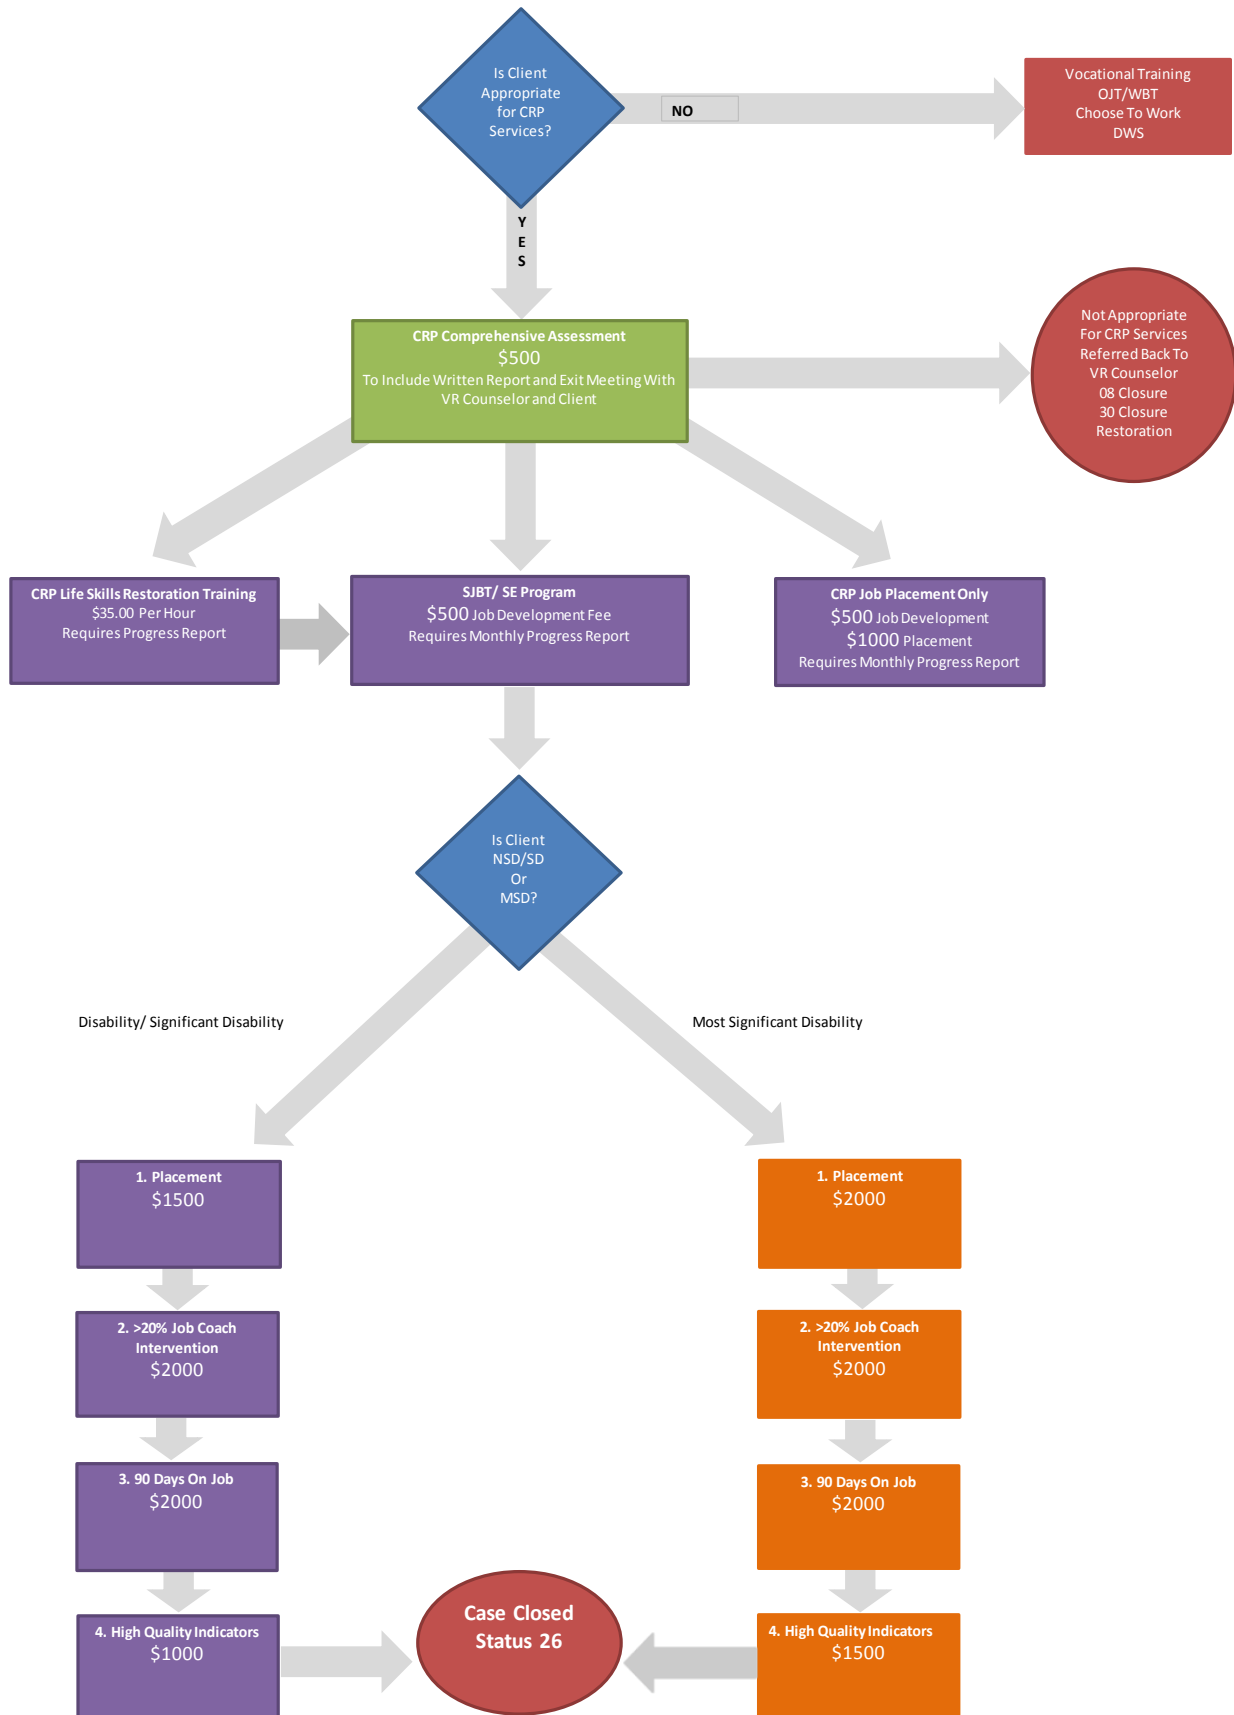 Is Client
Appropriate
for CRP
Services?
NO
Vocational Training
OJT/WBT
Choose To Work
DWS
Y
E
S
CRP Comprehensive Assessment
$500
To Include Written Report and Exit Meeting With
VR Counselor and Client
Not Appropriate
For CRP Services
Referred Back To
VR Counselor
08 Closure
30 Closure
Restoration
CRP Life Skills Restoration Training
$35.00 Per Hour
Requires Progress Report
SJBT/ SE Program
$500 Job Development Fee
Requires Monthly Progress Report
CRP Job Placement Only
$500 Job Development
$1000 Placement
Requires Monthly Progress Report
Is Client
NSD/SD
Or
MSD?
Disability/ Significant Disability
Most Significant Disability
1. Placement
$1500
2. >20% Job Coach
Intervention
$2000
3. 90 Days On Job
$2000
4. High Quality Indicators
$1000
1. Placement
$2000
2. >20% Job Coach
Intervention
$2000
3. 90 Days On Job
$2000
4. High Quality Indicators
$1500
Case Closed
Status 26